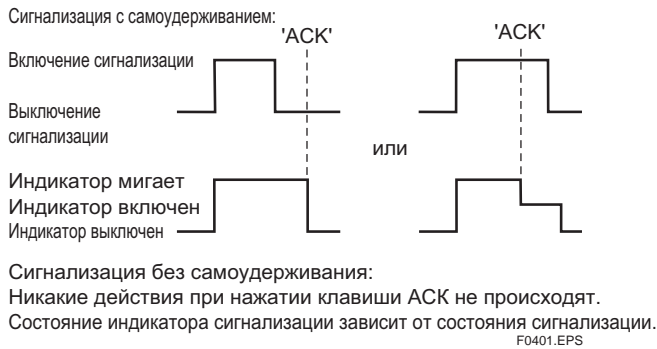 Сигнализация с самоудерживанием:
'ACK'
'ACK'
Включение сигнализации
Выключение
сигнализации
или
Индикатор мигает
Индикатор включен
Индикатор выключен
Сигнализация без самоудерживания:
Никакие действия при нажатии клавиши ACK не происходят.
Состояние индикатора сигнализации зависит от состояния сигнализации.
F0401.EPS